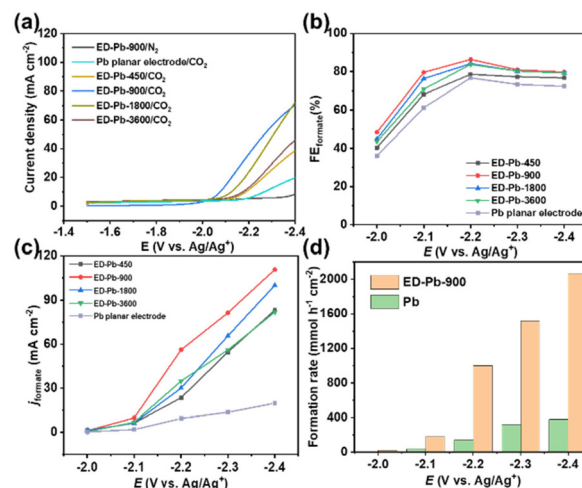 (a)
ED-Pb-900/N2
Pb planar electrode/CO2
ED-Pb-450/CO2
ED-Pb-900/CO2
ED-Pb-1800/CO2
ED-Pb-3600/CO2
Current density (mA cm-2)
120
100
80
60
40
20
0
-1.4 -1.6 -1.8 -2.0 -2.2 -2.4
E (V vs. Ag/Ag+)
(b)
FEformate(%)
100
80
60
40
20
0
ED-Pb-450
ED-Pb-900
ED-Pb-1800
ED-Pb-3600
Pb planar electrode
-2.0 -2.1 -2.2 -2.3 -2.4
E (V vs. Ag/Ag+)
(c)
ED-Pb-450
ED-Pb-900
ED-Pb-1800
ED-Pb-3600
Pb planar electrode
jformate (mA cm-2)
120
90
60
30
0
-2.0 -2.1 -2.2 -2.3 -2.4
E (V vs. Ag/Ag+)
(d)
ED-Pb-900
Pb
Formation rate (mmol h-1 cm-2)
2000
1600
1200
800
400
0
-2.0 -2.1 -2.2 -2.3 -2.4
E (V vs. Ag/Ag+)